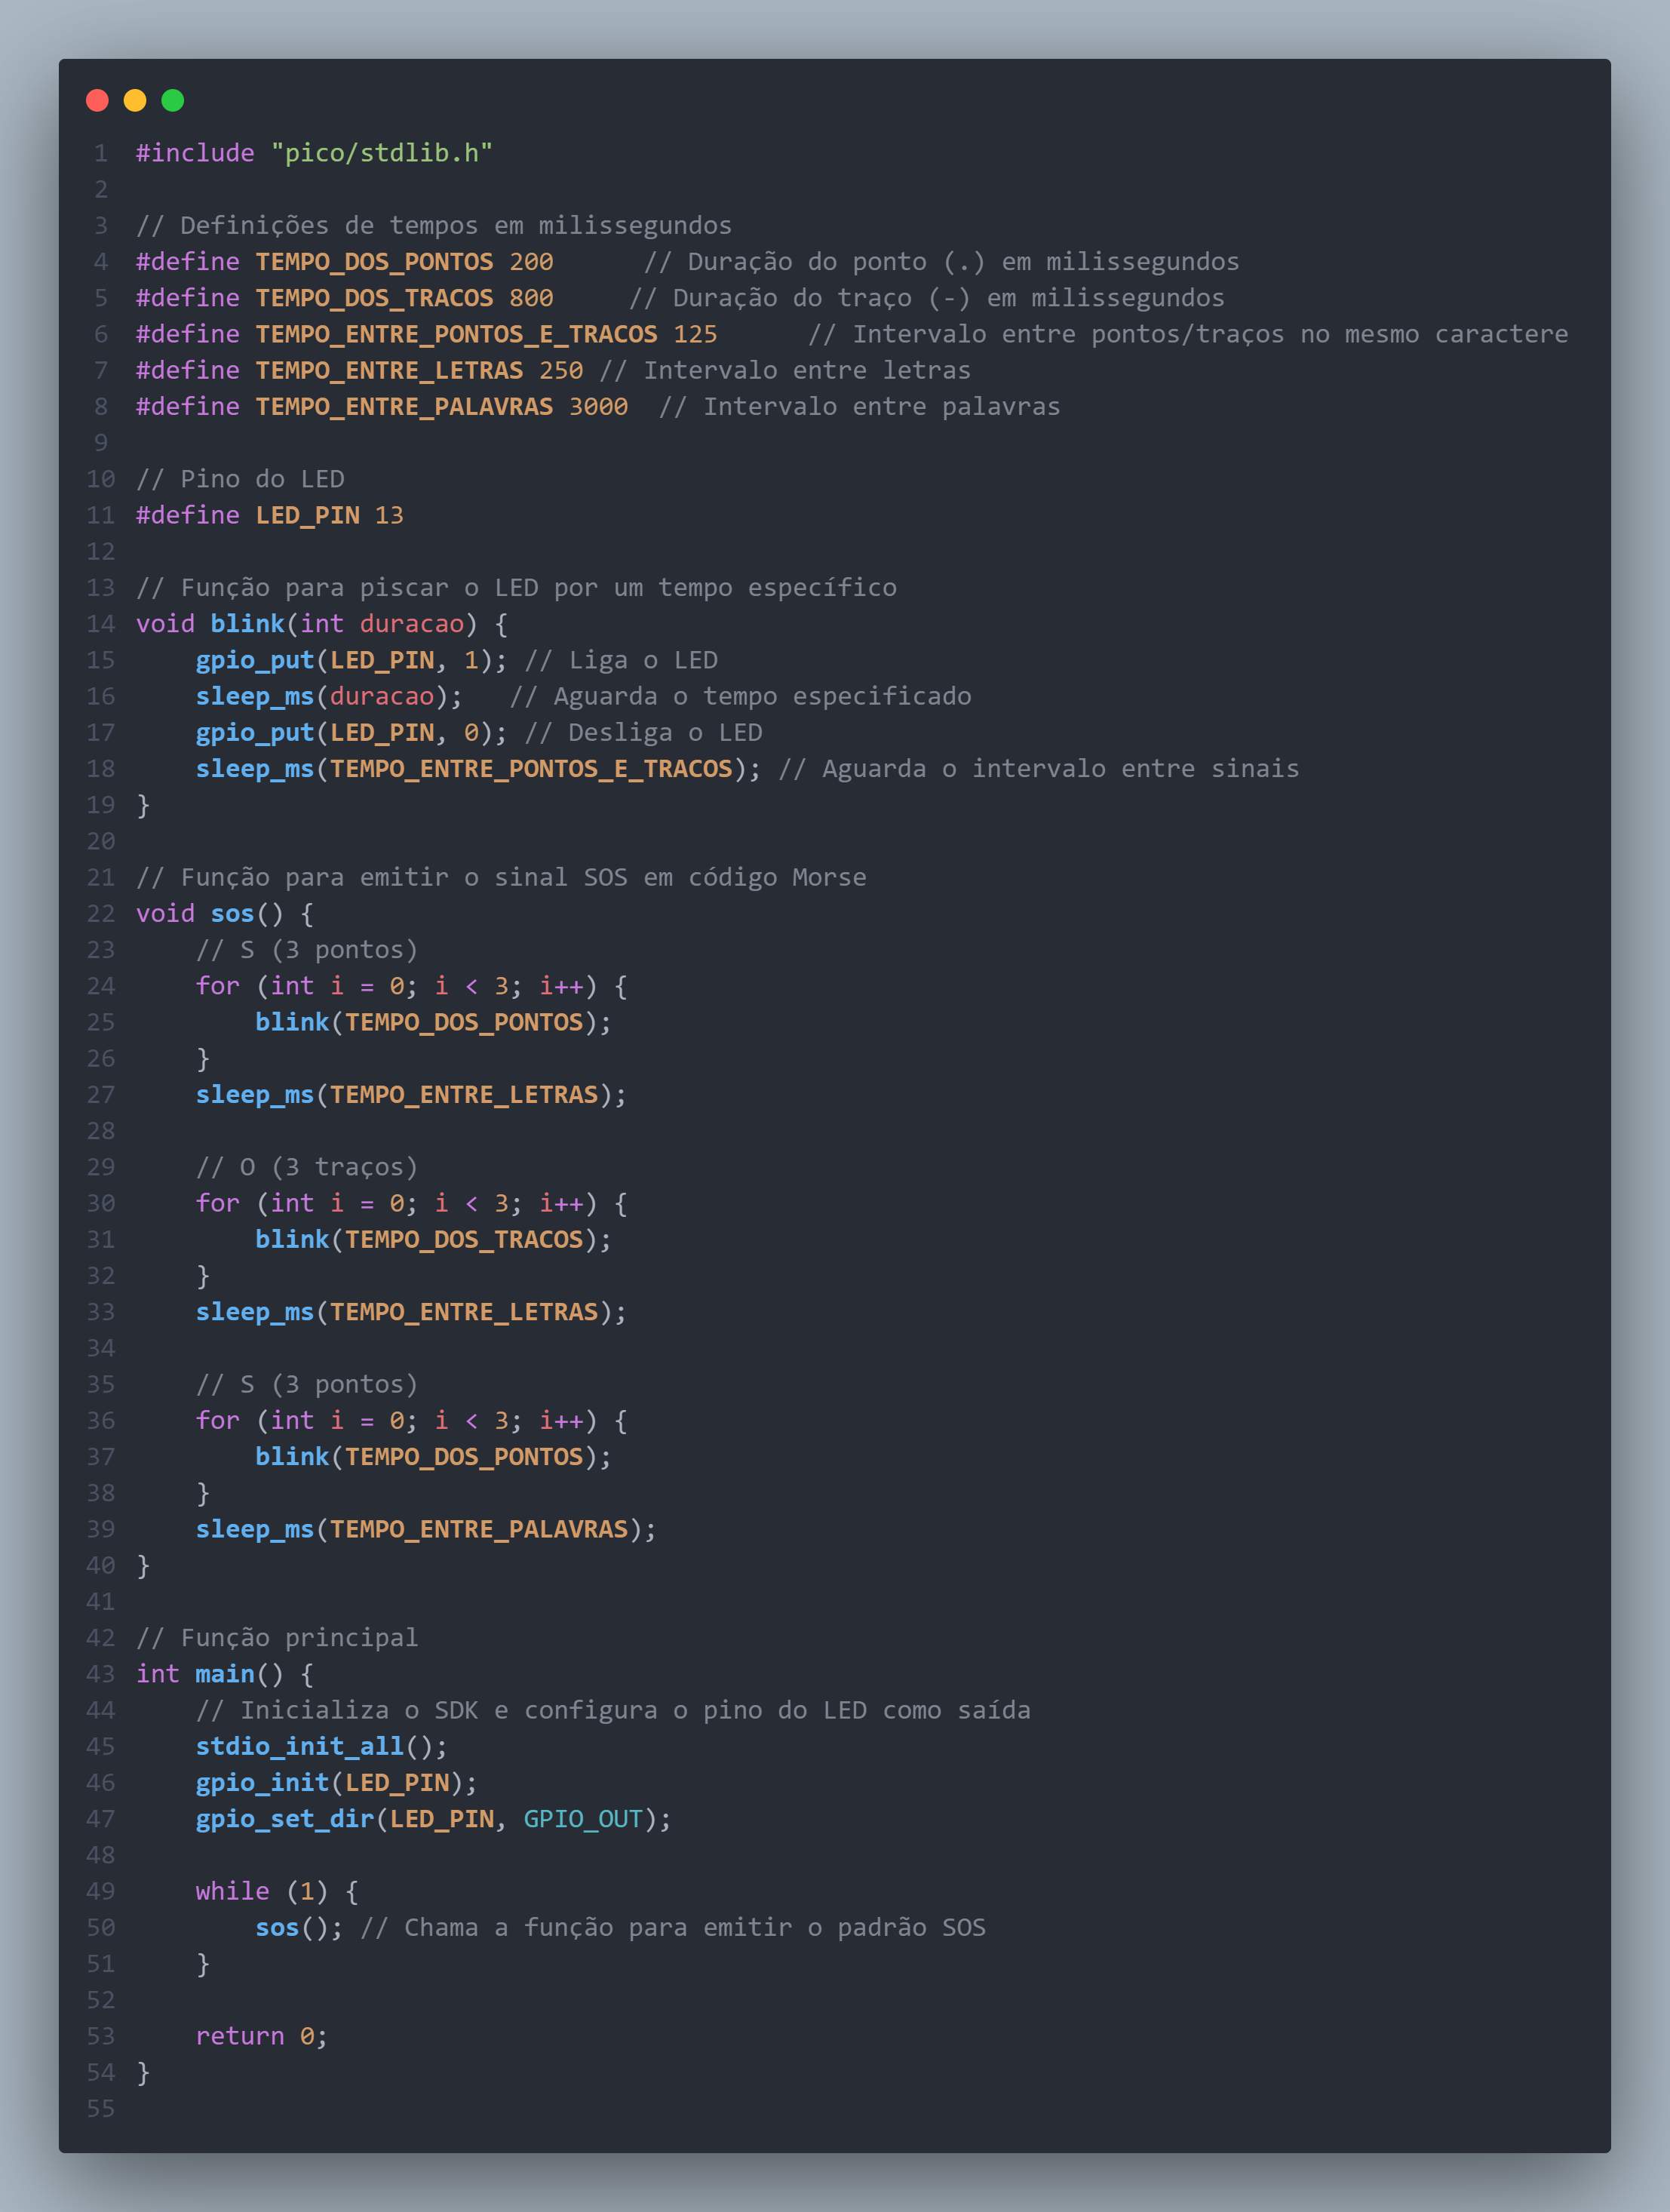 1 #include "pico/stdlib.h"
2
3 // Definições de tempos em milissegundos
4 #define TEMPO_DOS_PONTOS 200      // Duração do ponto (.) em milissegundos
5 #define TEMPO_DOS_TRACOS 800     // Duração do traço (-) em milissegundos
6 #define TEMPO_ENTRE_PONTOS_E_TRACOS 125      // Intervalo entre pontos/traços no mesmo caractere
7 #define TEMPO_ENTRE_LETRAS 250 // Intervalo entre letras
8 #define TEMPO_ENTRE_PALAVRAS 3000  // Intervalo entre palavras
9
10 // Pino do LED
11 #define LED_PIN 13
12
13 // Função para piscar o LED por um tempo específico
14 void blink(int duracao) {
15     gpio_put(LED_PIN, 1); // Liga o LED
16     sleep_ms(duracao);   // Aguarda o tempo especificado
17     gpio_put(LED_PIN, 0); // Desliga o LED
18     sleep_ms(TEMPO_ENTRE_PONTOS_E_TRACOS); // Aguarda o intervalo entre sinais
19 }
20
21 // Função para emitir o sinal SOS em código Morse
22 void sos() {
23     // S (3 pontos)
24     for (int i = 0; i < 3; i++) {
25         blink(TEMPO_DOS_PONTOS);
26     }
27     sleep_ms(TEMPO_ENTRE_LETRAS);
28
29     // O (3 traços)
30     for (int i = 0; i < 3; i++) {
31         blink(TEMPO_DOS_TRACOS);
32     }
33     sleep_ms(TEMPO_ENTRE_LETRAS);
34
35     // S (3 pontos)
36     for (int i = 0; i < 3; i++) {
37         blink(TEMPO_DOS_PONTOS);
38     }
39     sleep_ms(TEMPO_ENTRE_PALAVRAS);
40 }
41
42 // Função principal
43 int main() {
44     // Inicializa o SDK e configura o pino do LED como saída
45     stdio_init_all();
46     gpio_init(LED_PIN);
47     gpio_set_dir(LED_PIN, GPIO_OUT);
48
49     while (1) {
50         sos(); // Chama a função para emitir o padrão SOS
51     }
52
53     return 0;
54 }
55